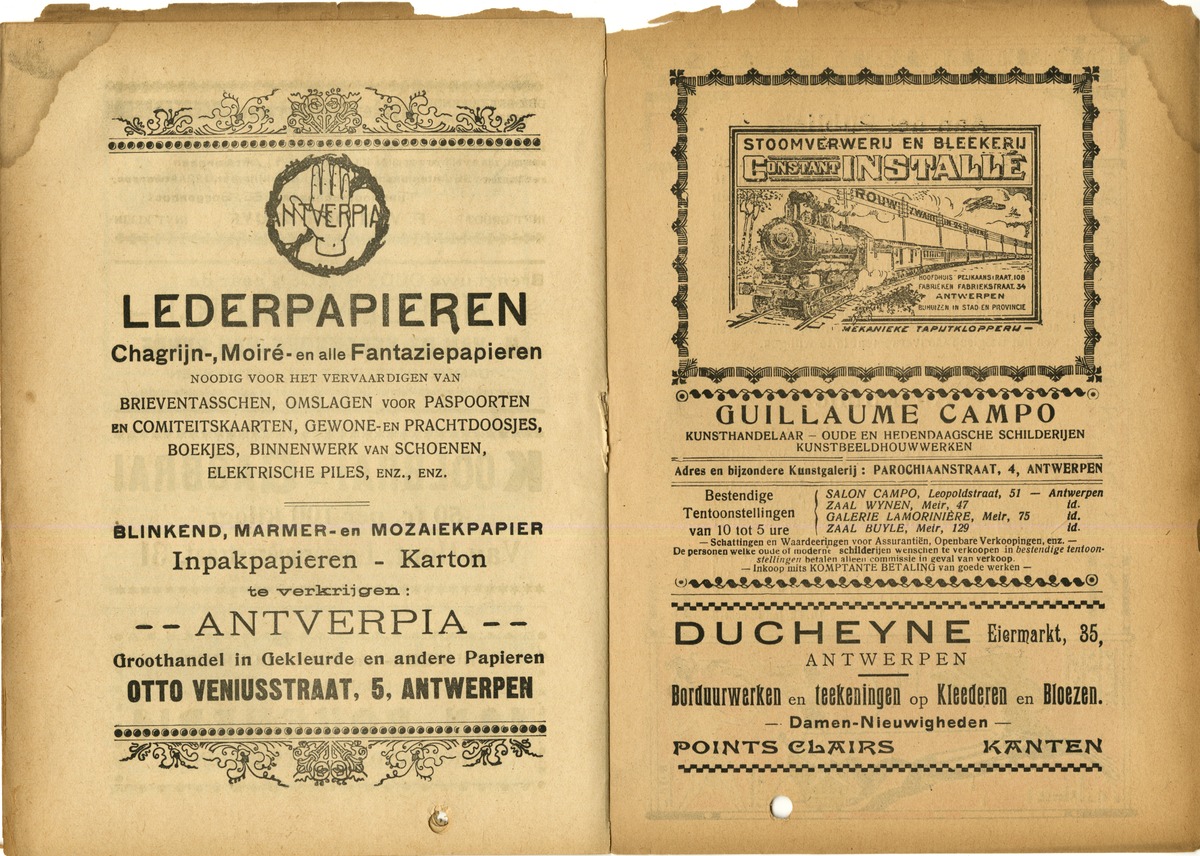 ANTVERPIA
LEDERPAPIEREN
Chagrijn-, Moiré- en alle Fantaziepapieren
NOODIG VOOR HET VERVAARDIGEN VAN
BRIEVENTASSCHEN, OMSLAGEN VOOR PASPOORTEN
EN COMITEITSKAARTEN, GEWONE- EN PRACHTDOOSJES,
BOEKJES, BINNENWERK VAN SCHOENEN,
ELEKTRISCHE PILES, ENZ., ENZ.
BLINKEND, MARMER- en MOZAIEKPAPIER
Inpakpapieren - Karton
te verkrijgen :
-- ANTVERPIA --
Groothandel in Gekleurde en andere Papieren
OTTO VENIUSSTRAAT, 5, ANTWERPEN
STOOMVERWERIJ EN BLEEKERIJ
CONSTANT INSTALLÉ
ROUW ZWART IN 24 UREN
HOOFDHUIS PELIKAANSTRAAT, 108
FABRIEKEN FABRIEKSTRAAT, 34
ANTWERPEN
BIJHUIZEN IN STAD EN PROVINCIE
MEKANIEKE TAPIJTKLOPPERIJ —
GUILLAUME CAMPO
KUNSTHANDELAAR — OUDE EN HEDENDAAGSCHE SCHILDERIJEN
KUNSTBEELDHOUWWERKEN
Adres en bijzondere Kunstgalerij : PAROCHIAANSTRAAT, 4, ANTWERPEN
Bestendige
Tentoonstellingen
van 10 tot 5 ure
SALON CAMPO, Leopoldstraat, 51 — Antwerpen
ZAAL WYNEN, Meir, 47 id.
GALERIE LAMORINIÈRE, Meir, 75 id.
ZAAL BUYLE, Meir, 129 id.
— Schattingen en Waardeeringen voor Assurantiën, Openbare Verkoopingen, enz. —
De personen welke oude of moderne schilderijen wenschen te verkoopen in bestendige tentoon-
stellingen betalen alleen commissie in geval van verkoop.
— Inkoop mits KOMPTANTE BETALING van goede werken —
DUCHEYNE Eiermarkt, 35,
ANTWERPEN
Borduurwerken en teekeningen op Kleederen en Bloezen.
— Damen-Nieuwigheden —
POINTS CLAIRS KANTEN